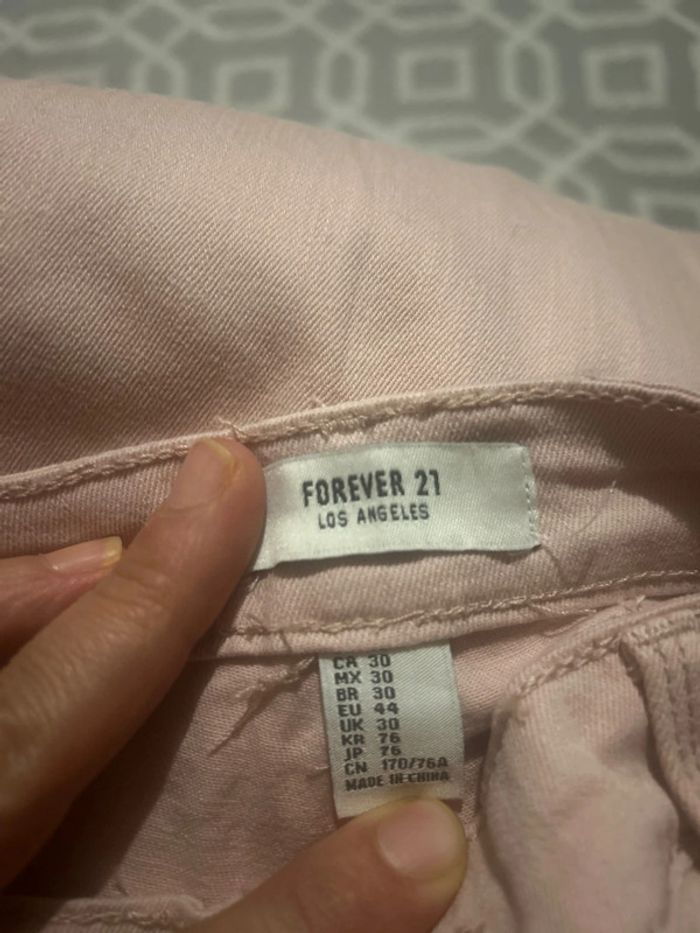 FOREVER 21
LOS ANGELES
CA 30
MX 30
BR 30
EU 44
UK 30
KR 76
JP 76
CN 170/76A
MADE IN CHINA